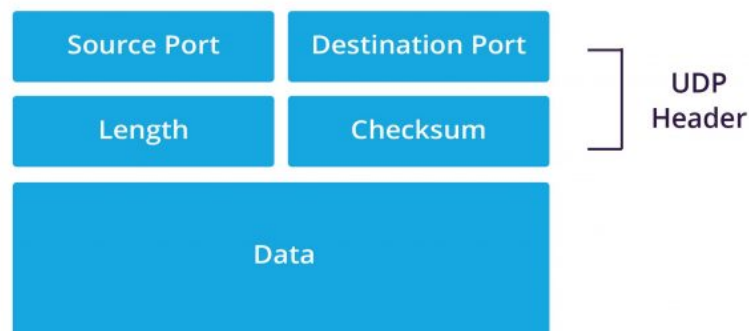 Source Port
Destination Port
Length
Checksum
UDP
Header
Data